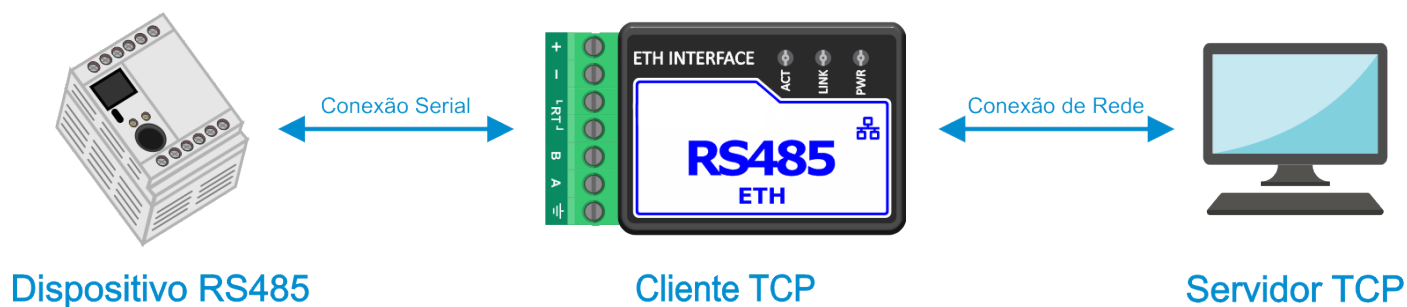 +
-
ETH INTERFACE
ACT
LINK
PWR
Conexão Serial
Conexão de Rede
RT
B
A
RS485
ETH
Dispositivo RS485
Cliente TCP
Servidor TCP